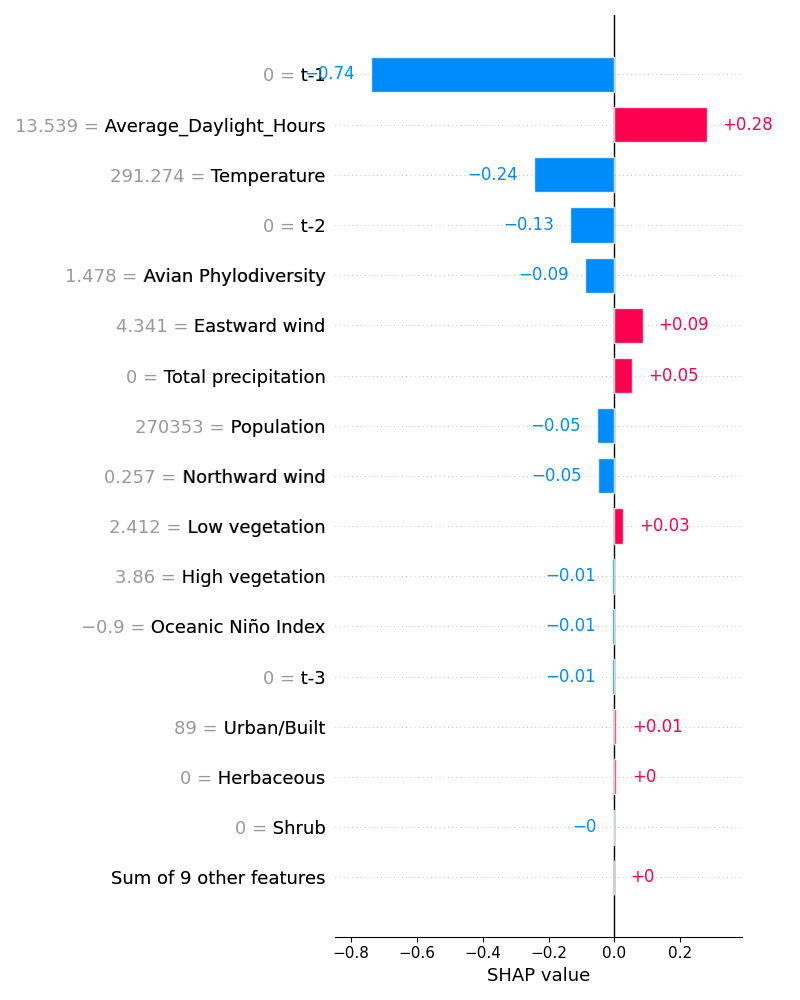 0 = t-1 −0.74
13.539 = Average_Daylight_Hours +0.28
291.274 = Temperature −0.24
0 = t-2 −0.13
1.478 = Avian Phylodiversity −0.09
4.341 = Eastward wind +0.09
0 = Total precipitation +0.05
270353 = Population −0.05
0.257 = Northward wind −0.05
2.412 = Low vegetation +0.03
3.86 = High vegetation −0.01
−0.9 = Oceanic Niño Index −0.01
0 = t-3 −0.01
89 = Urban/Built +0.01
0 = Herbaceous +0
0 = Shrub −0
Sum of 9 other features +0
−0.8 −0.6 −0.4 −0.2 0.0 0.2
SHAP value